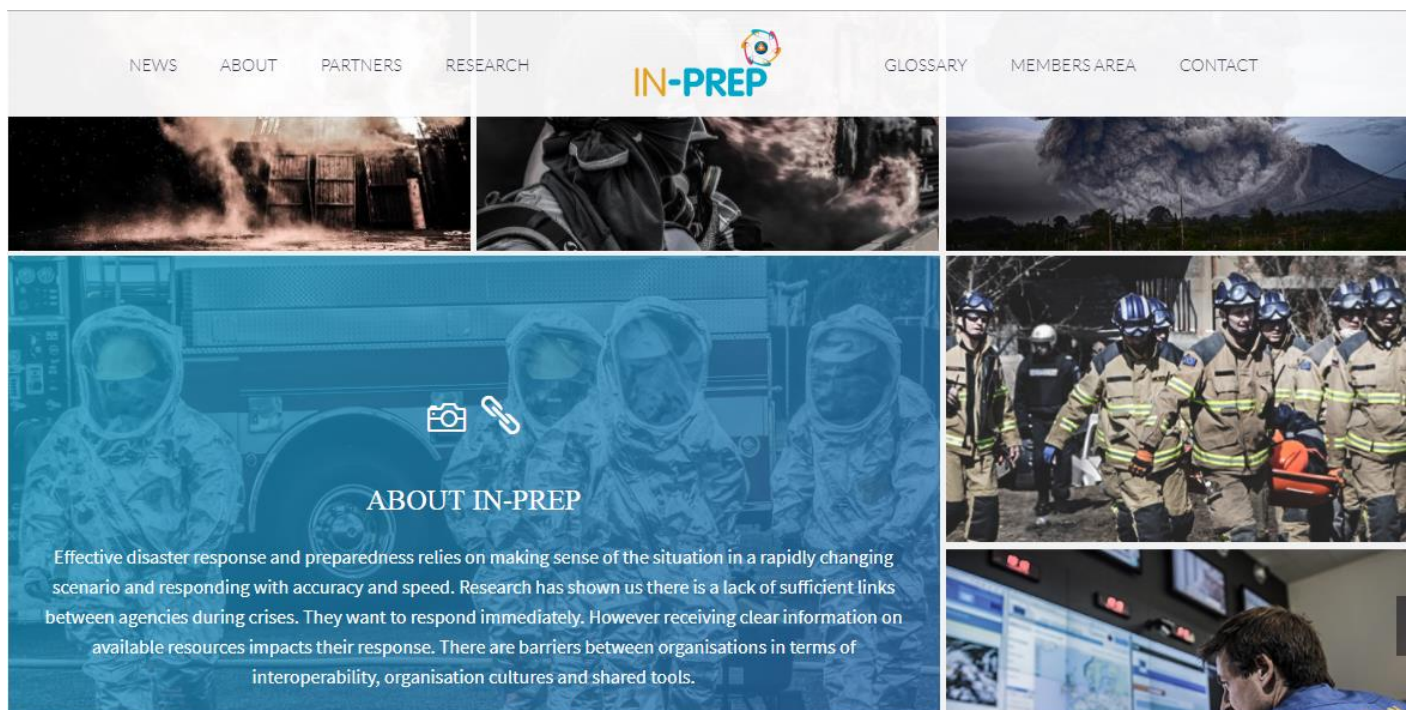 NEWS ABOUT PARTNERS RESEARCH IN-PREP GLOSSARY MEMBERS AREA CONTACT
ABOUT IN-PREP
Effective disaster response and preparedness relies on making sense of the situation in a rapidly changing
scenario and responding with accuracy and speed. Research has shown us there is a lack of sufficient links
between agencies during crises. They want to respond immediately. However receiving clear information on
available resources impacts their response. There are barriers between organisations in terms of
interoperability, organisation cultures and shared tools.